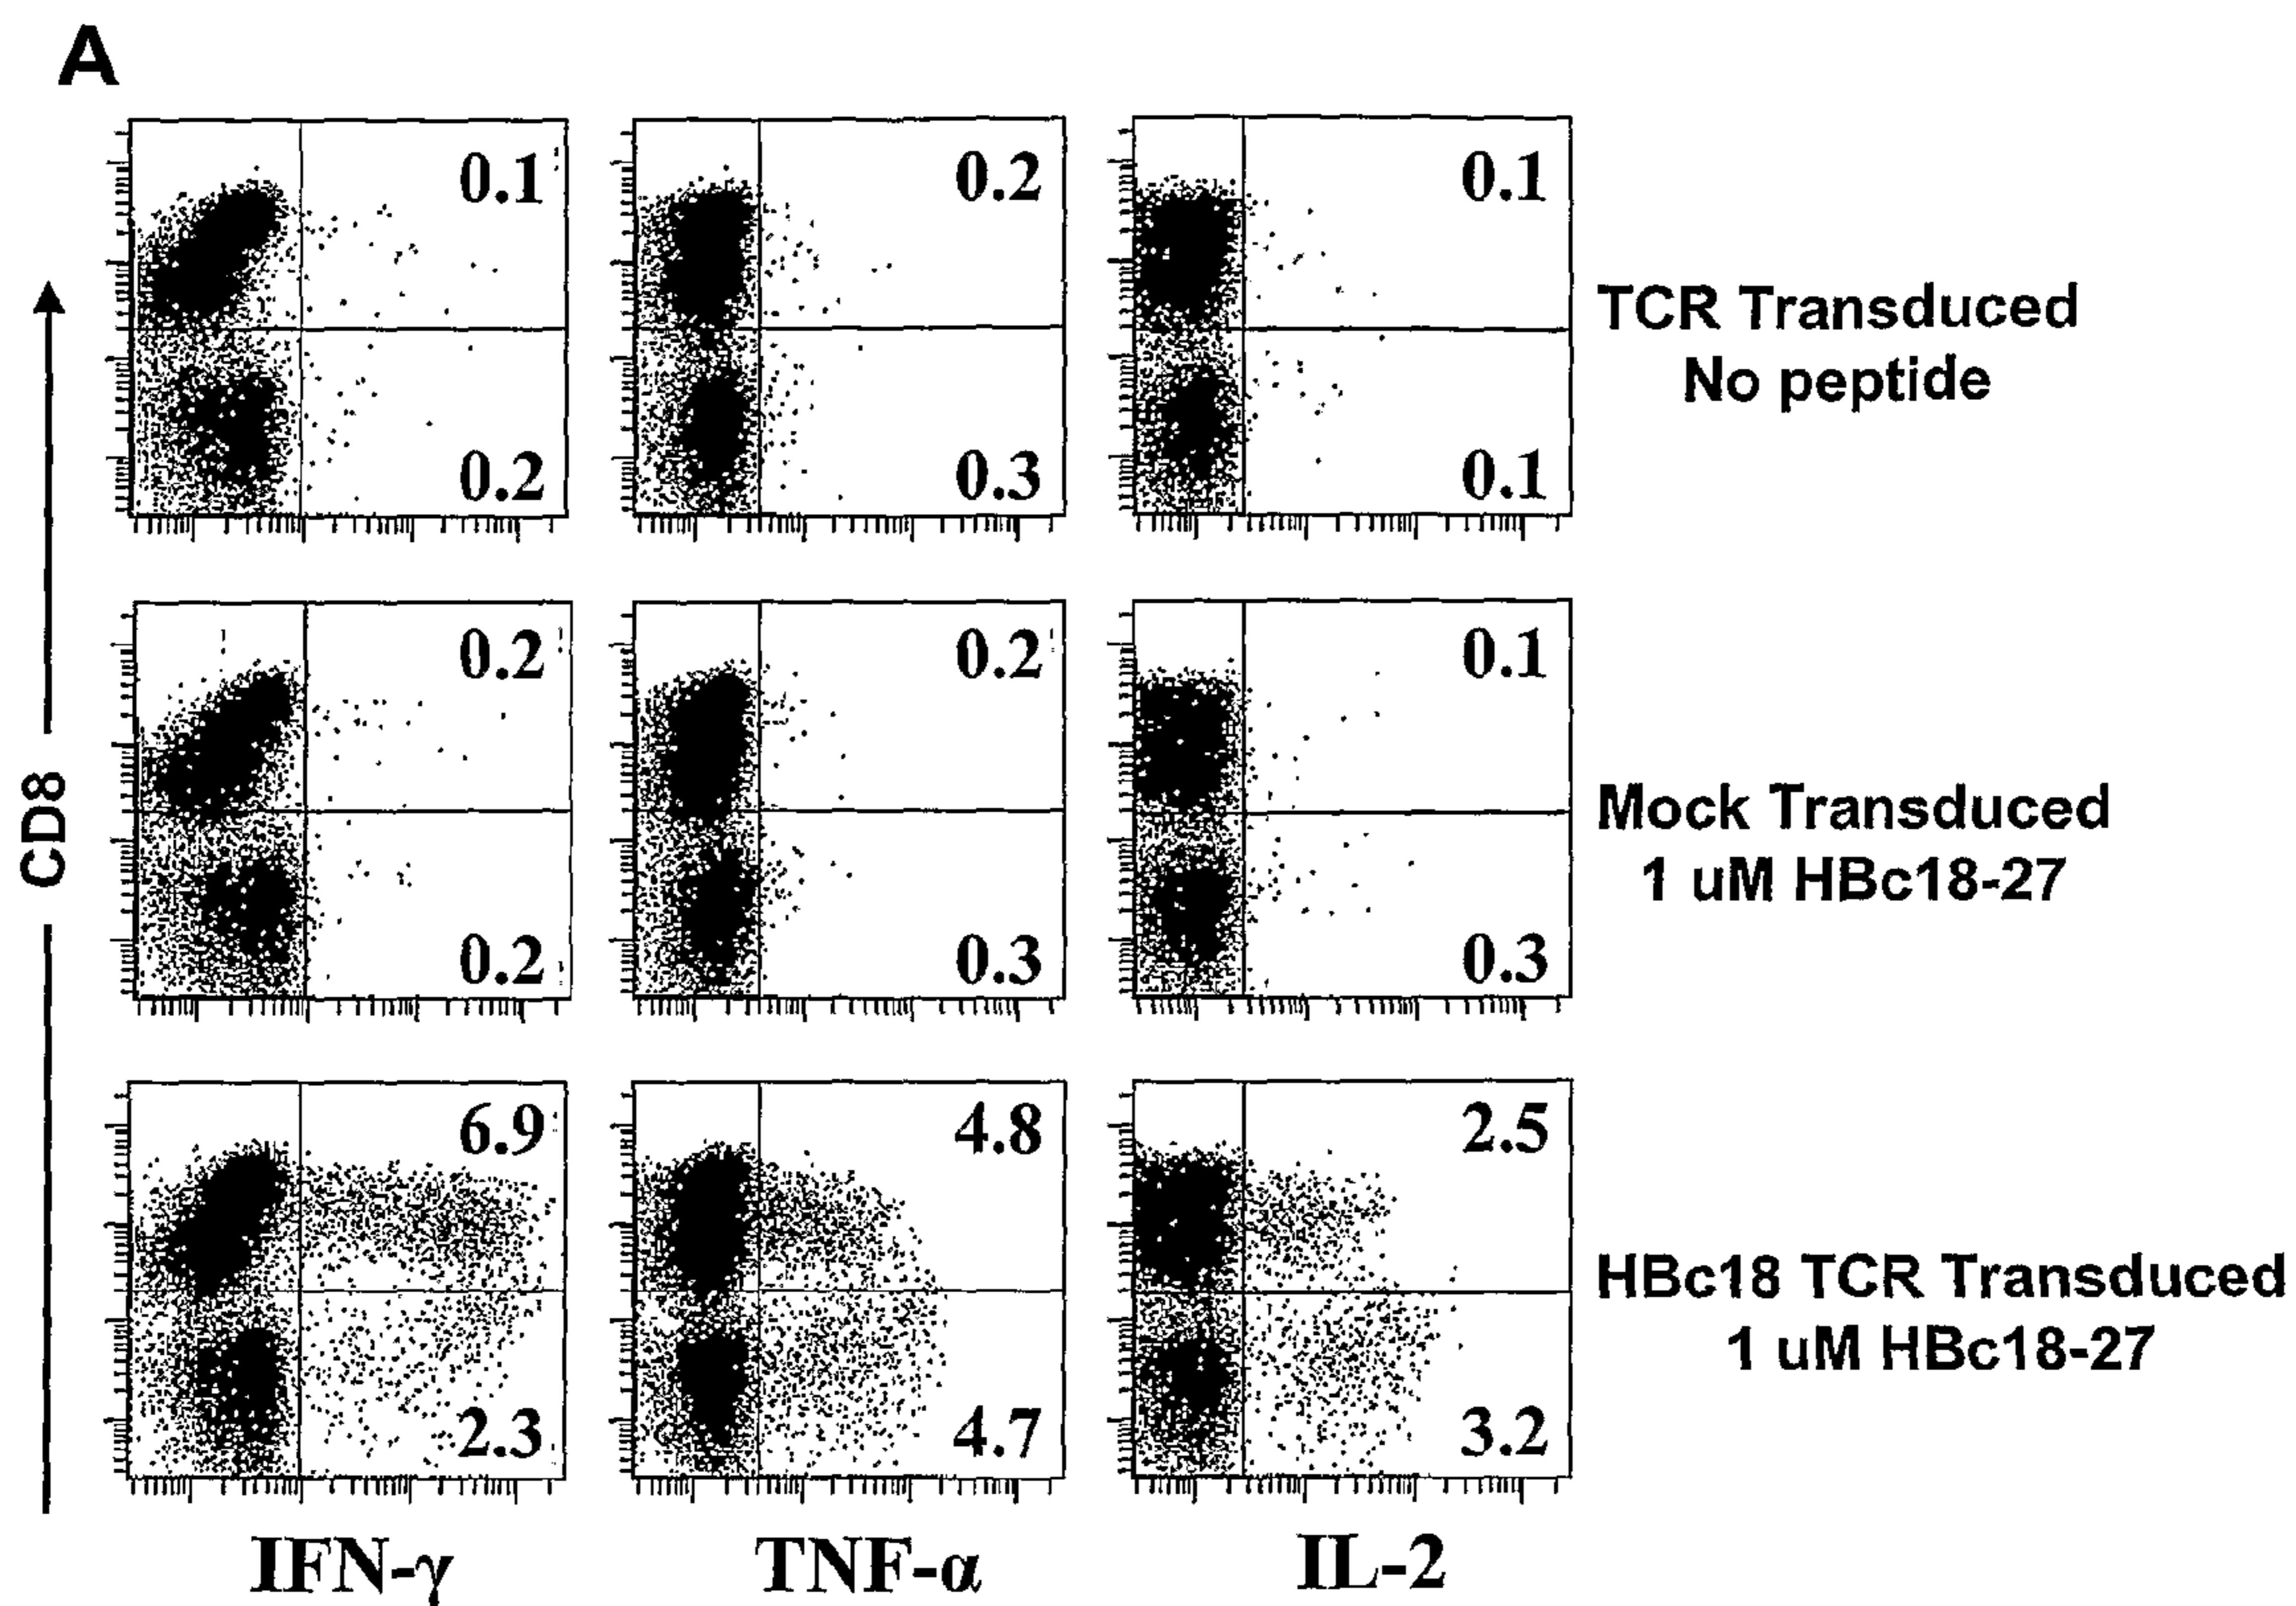 A
0.1
0.2
0.1
0.2
0.3
0.1
TCR Transduced
No peptide
0.2
0.2
0.1
0.2
0.3
0.3
Mock Transduced
1 uM HBc18-27
6.9
4.8
2.5
2.3
4.7
3.2
HBc18 TCR Transduced
1 uM HBc18-27
CD8
IFN-γ
TNF-α
IL-2